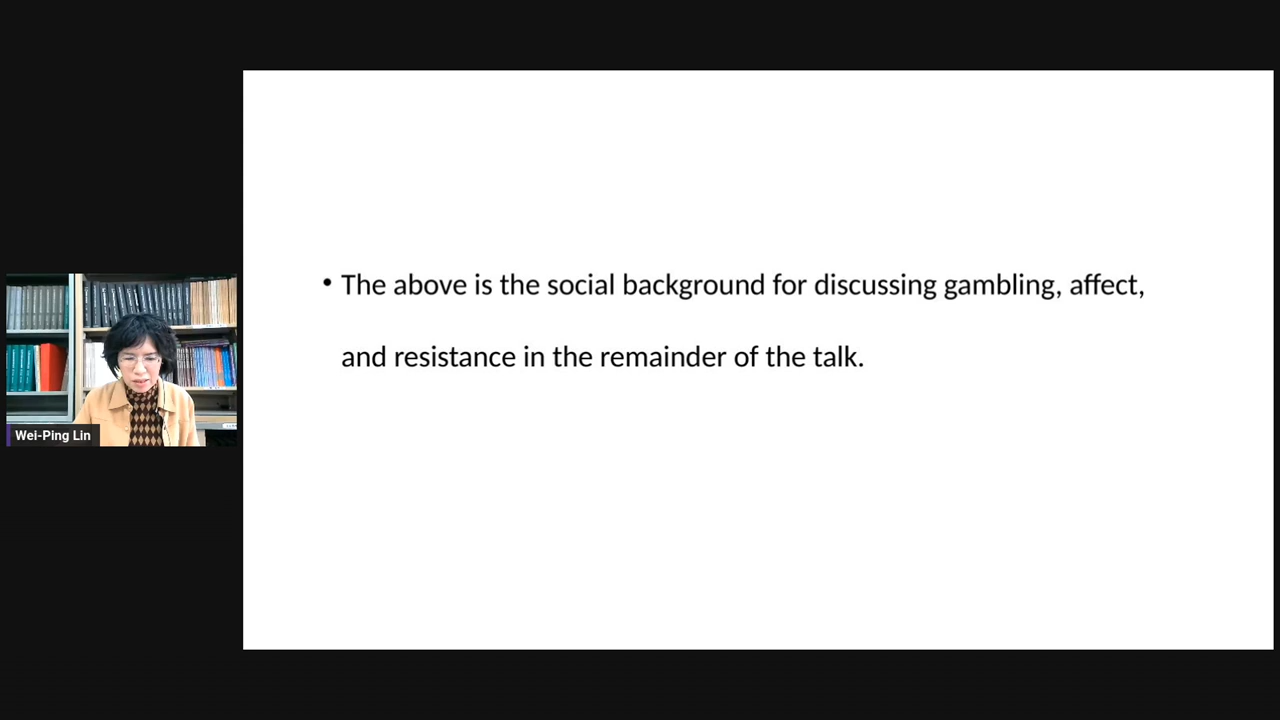 • The above is the social background for discussing gambling, affect,
and resistance in the remainder of the talk.
Wei-Ping Lin